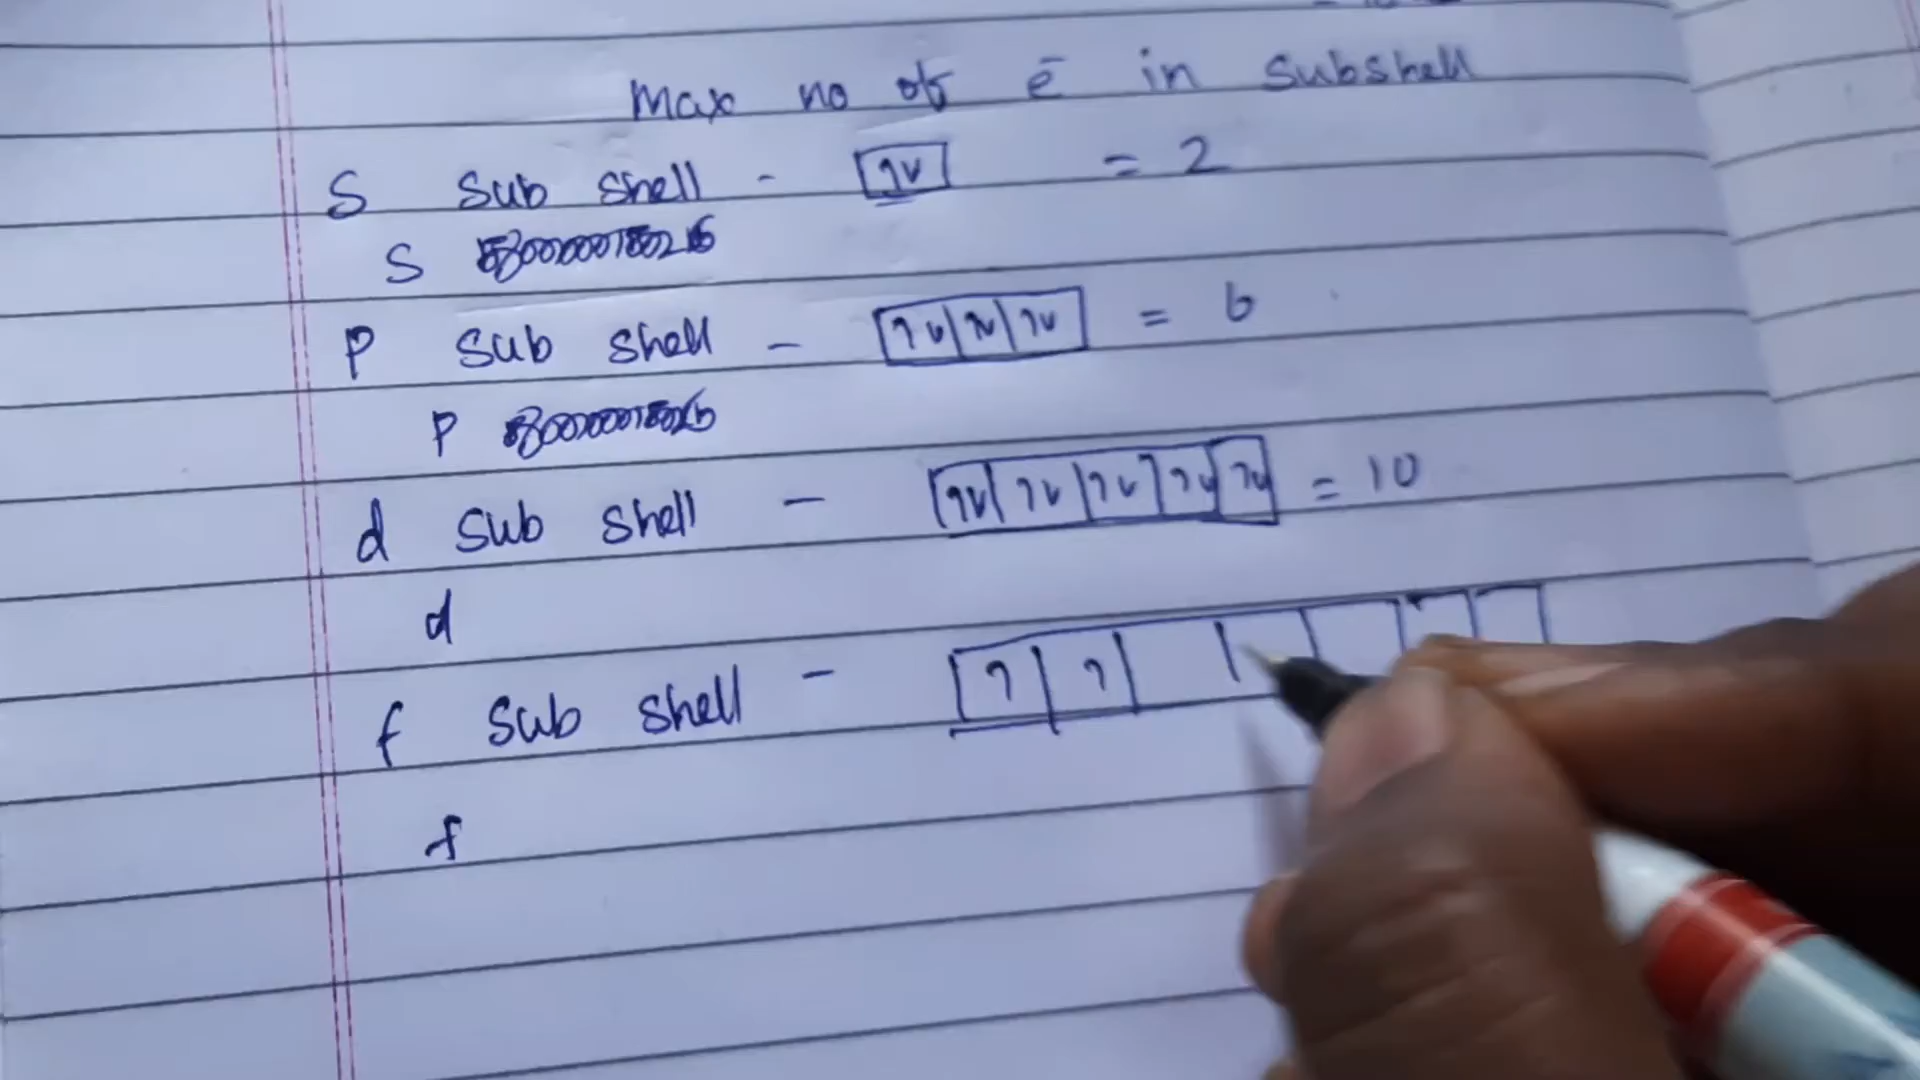 Max no of ē in Subshell
S Sub shell - = 2
S
P Sub shell - = 6
P
d Sub shell - = 10
d
f Sub shell -
f